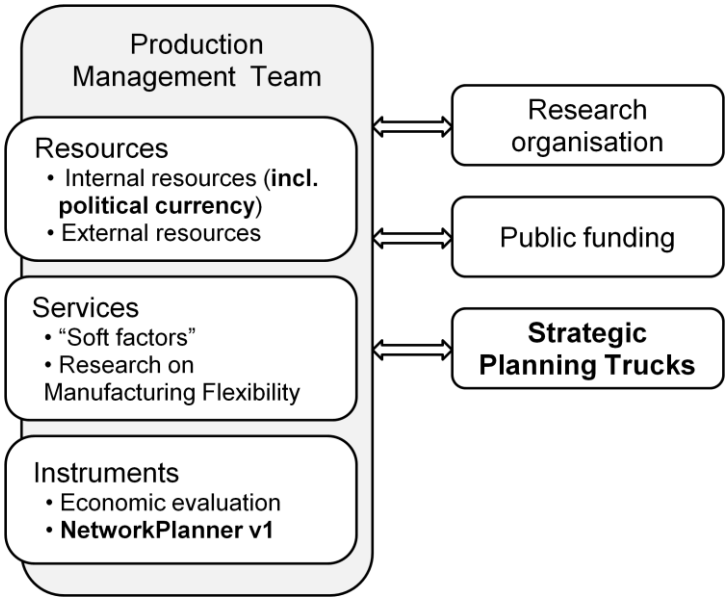 Production
Management Team
Resources
• Internal resources (incl.
political currency)
• External resources
Services
• “Soft factors”
• Research on
Manufacturing Flexibility
Instruments
• Economic evaluation
• NetworkPlanner v1
Research
organisation
Public funding
Strategic
Planning Trucks